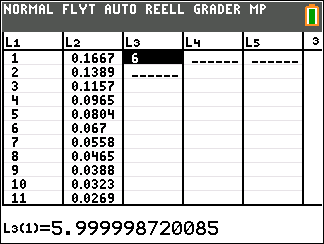 NORMAL FLYT AUTO REELL GRADER MP
L1 L2 L3 L4 L5 3
1 0.1667 6 ------ ------
2 0.1389 ------
3 0.1157
4 0.0965
5 0.0804
6 0.067
7 0.0558
8 0.0465
9 0.0388
10 0.0323
11 0.0269
L3(1)=5.999998720085